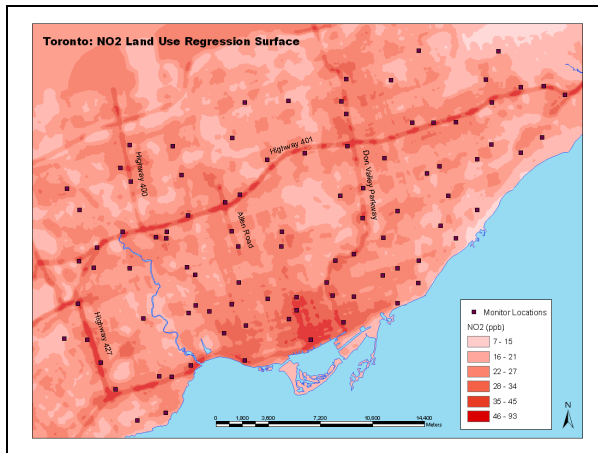 Toronto: NO2 Land Use Regression Surface
Highway 401
Highway 400
Don Valley Parkway
Allen Road
Highway 427
Monitor Locations
NO2 (ppb)
7 - 15
16 - 21
22 - 27
28 - 34
35 - 45
46 - 93
N
0 1,800 3,600 7,200 10,800 14,400
Meters